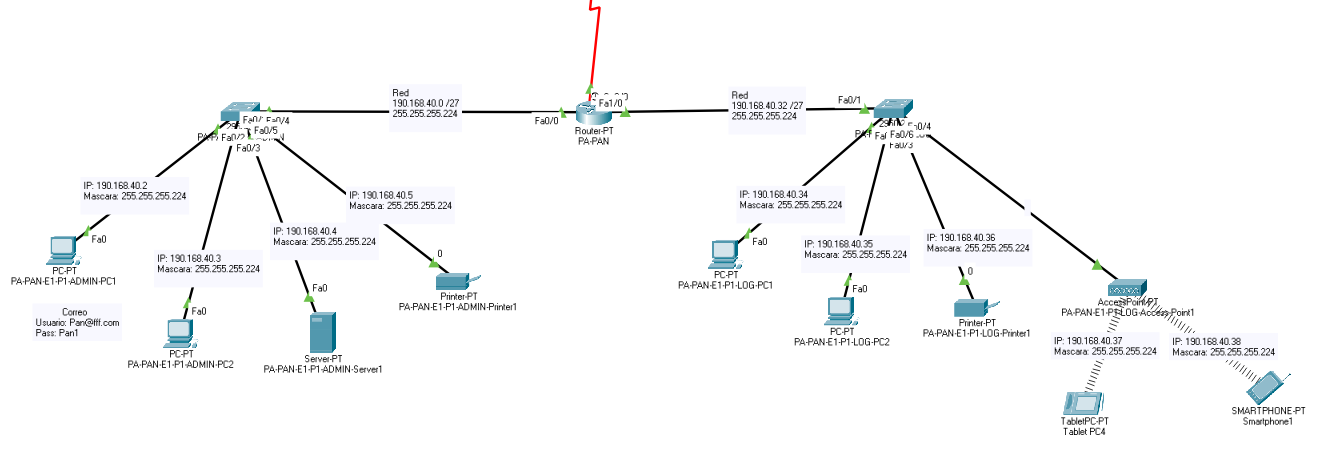 Red
190.168.40.0 /27
255.255.255.224
Fa0/0
Fa1/0
Router-PT
PA-PAN
Red
190.168.40.32 /27
255.255.255.224
Fa0/1
Fa0/4
Fa0/5
Fa0/2
Fa0/3
IP: 190.168.40.2
Mascara: 255.255.255.224
Fa0
PC-PT
PA-PAN-E1-P1-ADMIN-PC1
Correo
Usuario: Pan@fff.com
Pass: Pan1
IP: 190.168.40.3
Mascara: 255.255.255.224
Fa0
PC-PT
PA-PAN-E1-P1-ADMIN-PC2
IP: 190.168.40.4
Mascara: 255.255.255.224
Fa0
Server-PT
PA-PAN-E1-P1-ADMIN-Server1
IP: 190.168.40.5
Mascara: 255.255.255.224
0
Printer-PT
PA-PAN-E1-P1-ADMIN-Printer1
Fa0/6
Fa0/3
IP: 190.168.40.34
Mascara: 255.255.255.224
Fa0
PC-PT
PA-PAN-E1-P1-LOG-PC1
IP: 190.168.40.35
Mascara: 255.255.255.224
Fa0
PC-PT
PA-PAN-E1-P1-LOG-PC2
IP: 190.168.40.36
Mascara: 255.255.255.224
0
Printer-PT
PA-PAN-E1-P1-LOG-Printer1
AccessPoint-PT
PA-PAN-E1-P1-LOG-Access-Point1
IP: 190.168.40.37
Mascara: 255.255.255.224
TabletPC-PT
Tablet PC4
IP: 190.168.40.38
Mascara: 255.255.255.224
SMARTPHONE-PT
Smartphone1